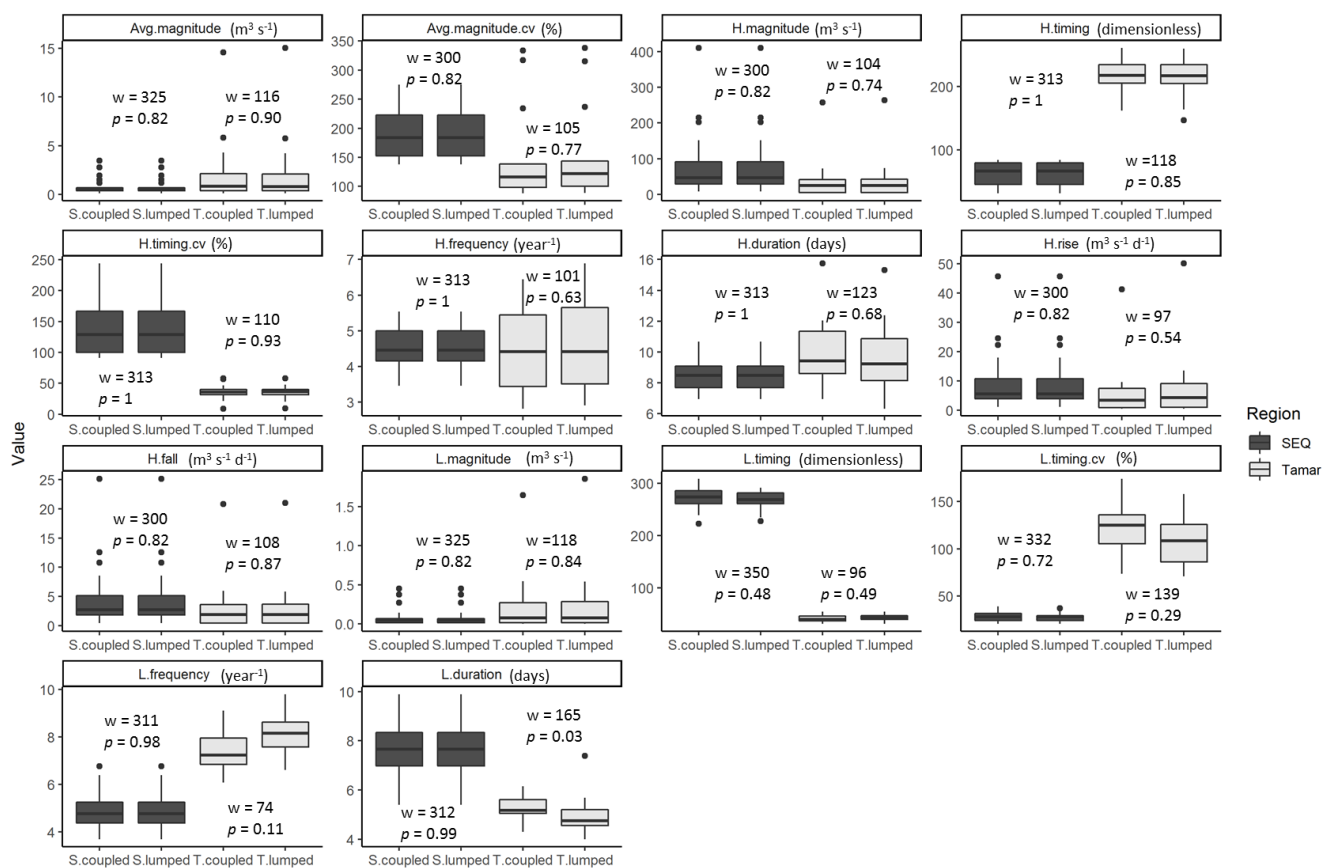 Avg.magnitude (m³ s⁻¹)
15
10
5
0
w = 325
p = 0.82
w = 116
p = 0.90
S.coupled S.lumped T.coupled T.lumped
Avg.magnitude.cv (%)
350
300
250
200
150
100
w = 300
p = 0.82
w = 105
p = 0.77
S.coupled S.lumped T.coupled T.lumped
H.magnitude (m³ s⁻¹)
400
300
200
100
0
w = 300
p = 0.82
w = 104
p = 0.74
S.coupled S.lumped T.coupled T.lumped
H.timing (dimensionless)
200
100
w = 313
p = 1
w =118
p = 0.85
S.coupled S.lumped T.coupled T.lumped
H.timing.cv (%)
250
200
150
100
50
0
w = 110
p = 0.93
w = 313
p = 1
S.coupled S.lumped T.coupled T.lumped
H.frequency (year⁻¹)
7
6
5
4
3
w = 313
p = 1
w = 101
p = 0.63
S.coupled S.lumped T.coupled T.lumped
H.duration (days)
16
14
12
10
8
6
w = 313
p = 1
w =123
p = 0.68
S.coupled S.lumped T.coupled T.lumped
H.rise (m³ s⁻¹ d⁻¹)
50
40
30
20
10
0
w = 300
p = 0.82
w = 97
p = 0.54
S.coupled S.lumped T.coupled T.lumped
H.fall (m³ s⁻¹ d⁻¹)
25
20
15
10
5
0
w = 300
p = 0.82
w = 108
p = 0.87
S.coupled S.lumped T.coupled T.lumped
L.magnitude (m³ s⁻¹)
1.5
1.0
0.5
0.0
w = 325
p = 0.82
w =118
p = 0.84
S.coupled S.lumped T.coupled T.lumped
L.timing (dimensionless)
300
200
100
w = 350
p = 0.48
w = 96
p = 0.49
S.coupled S.lumped T.coupled T.lumped
L.timing.cv (%)
150
100
50
w = 332
p = 0.72
w = 139
p = 0.29
S.coupled S.lumped T.coupled T.lumped
L.frequency (year⁻¹)
10
8
6
4
w = 311
p = 0.98
w = 74
p = 0.11
S.coupled S.lumped T.coupled T.lumped
L.duration (days)
10
8
6
4
w = 165
p = 0.03
w = 312
p = 0.99
S.coupled S.lumped T.coupled T.lumped
Value
Region
SEQ
Tamar